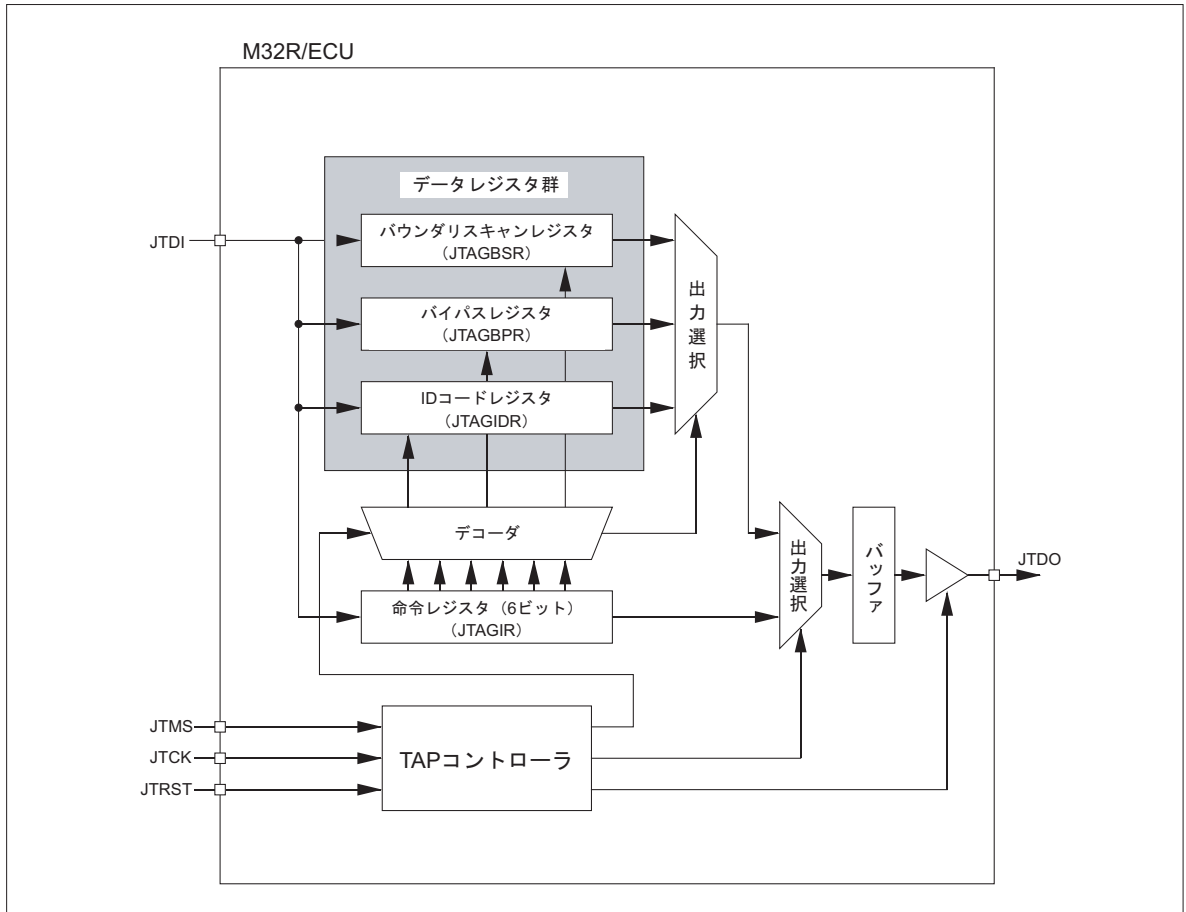 M32R/ECU
データレジスタ群
JTDI
バウンダリスキャンレジスタ
（JTAGBSR）
バイパスレジスタ
（JTAGBPR）
IDコードレジスタ
（JTAGIDR）
出力選択
デコーダ
命令レジスタ（6ビット）
（JTAGIR）
出力選択
バッファ
JTDO
JTMS
JTCK
JTRST
TAPコントローラ